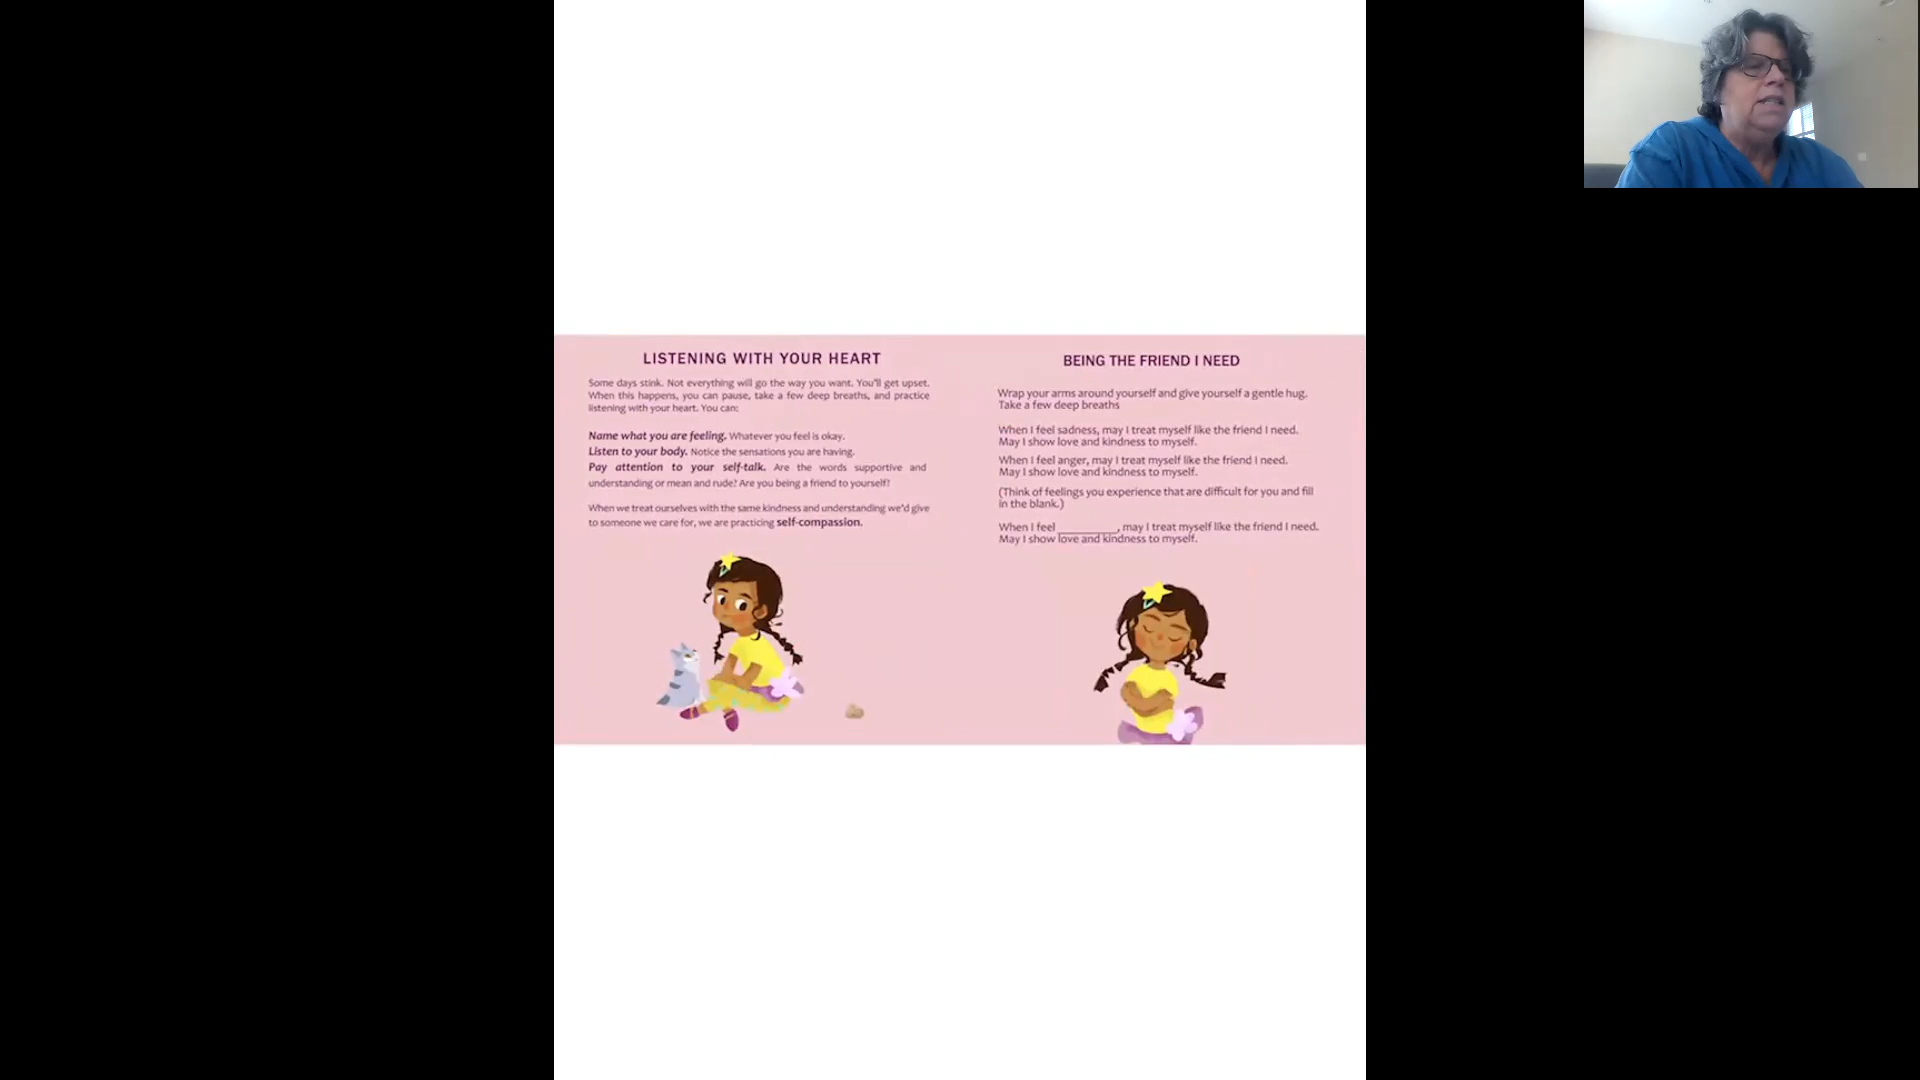 LISTENING WITH YOUR HEART
Some days stink. Not everything will go the way you want. You'll get upset.
When this happens, you can pause, take a few deep breaths, and practice
listening with your heart. You can:
Name what you are feeling. Whatever you feel is okay.
Listen to your body. Notice the sensations you are having.
Pay attention to your self-talk. Are the words supportive and
understanding or mean and rude? Are you being a friend to yourself?
When we treat ourselves with the same kindness and understanding we'd give
to someone we care for, we are practicing self-compassion.
BEING THE FRIEND I NEED
Wrap your arms around yourself and give yourself a gentle hug.
Take a few deep breaths
When I feel sadness, may I treat myself like the friend I need.
May I show love and kindness to myself.
When I feel anger, may I treat myself like the friend I need.
May I show love and kindness to myself.
(Think of feelings you experience that are difficult for you and fill
in the blank.)
When I feel __________, may I treat myself like the friend I need.
May I show love and kindness to myself.